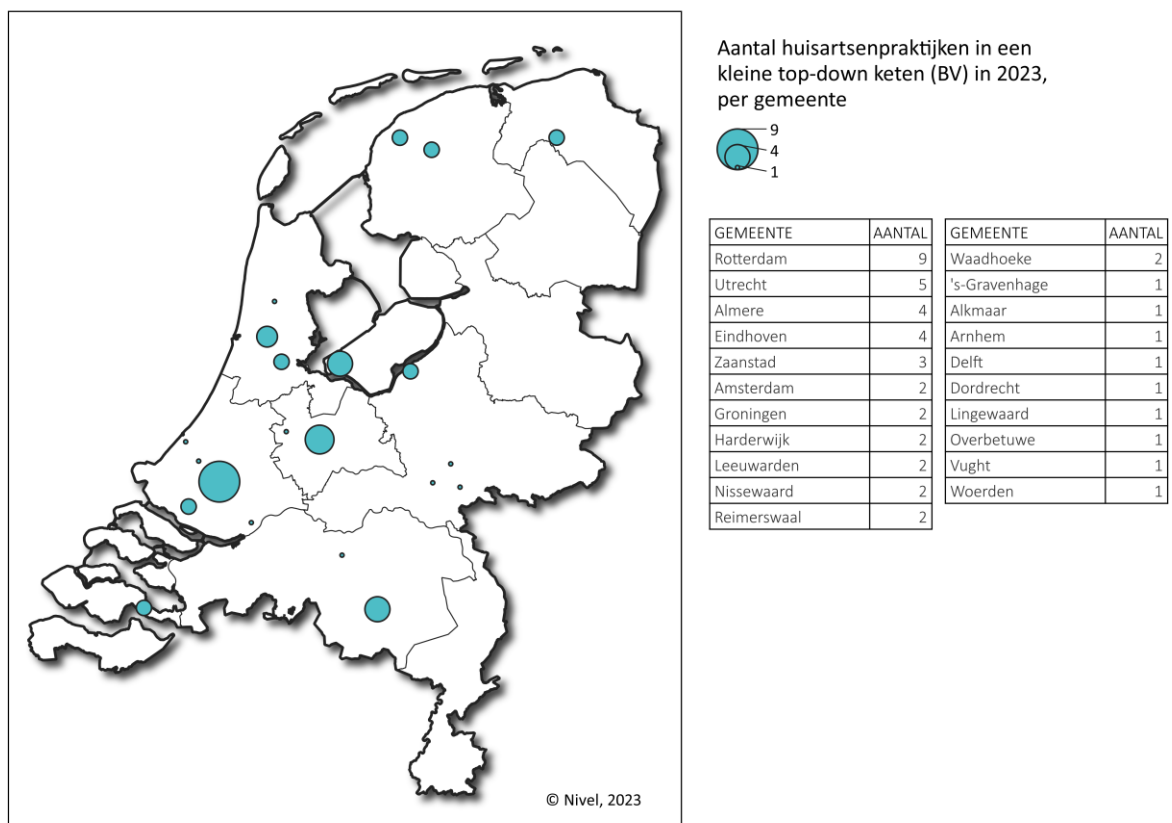 Aantal huisartsenpraktijken in een
kleine top-down keten (BV) in 2023,
per gemeente
9
4
1
GEMEENTE AANTAL
Rotterdam 9
Utrecht 5
Almere 4
Eindhoven 4
Zaanstad 3
Amsterdam 2
Groningen 2
Harderwijk 2
Leeuwarden 2
Nissewaard 2
Reimerswaal 2
GEMEENTE AANTAL
Waadhoeke 2
's-Gravenhage 1
Alkmaar 1
Arnhem 1
Delft 1
Dordrecht 1
Lingewaard 1
Overbetuwe 1
Vught 1
Woerden 1
© Nivel, 2023